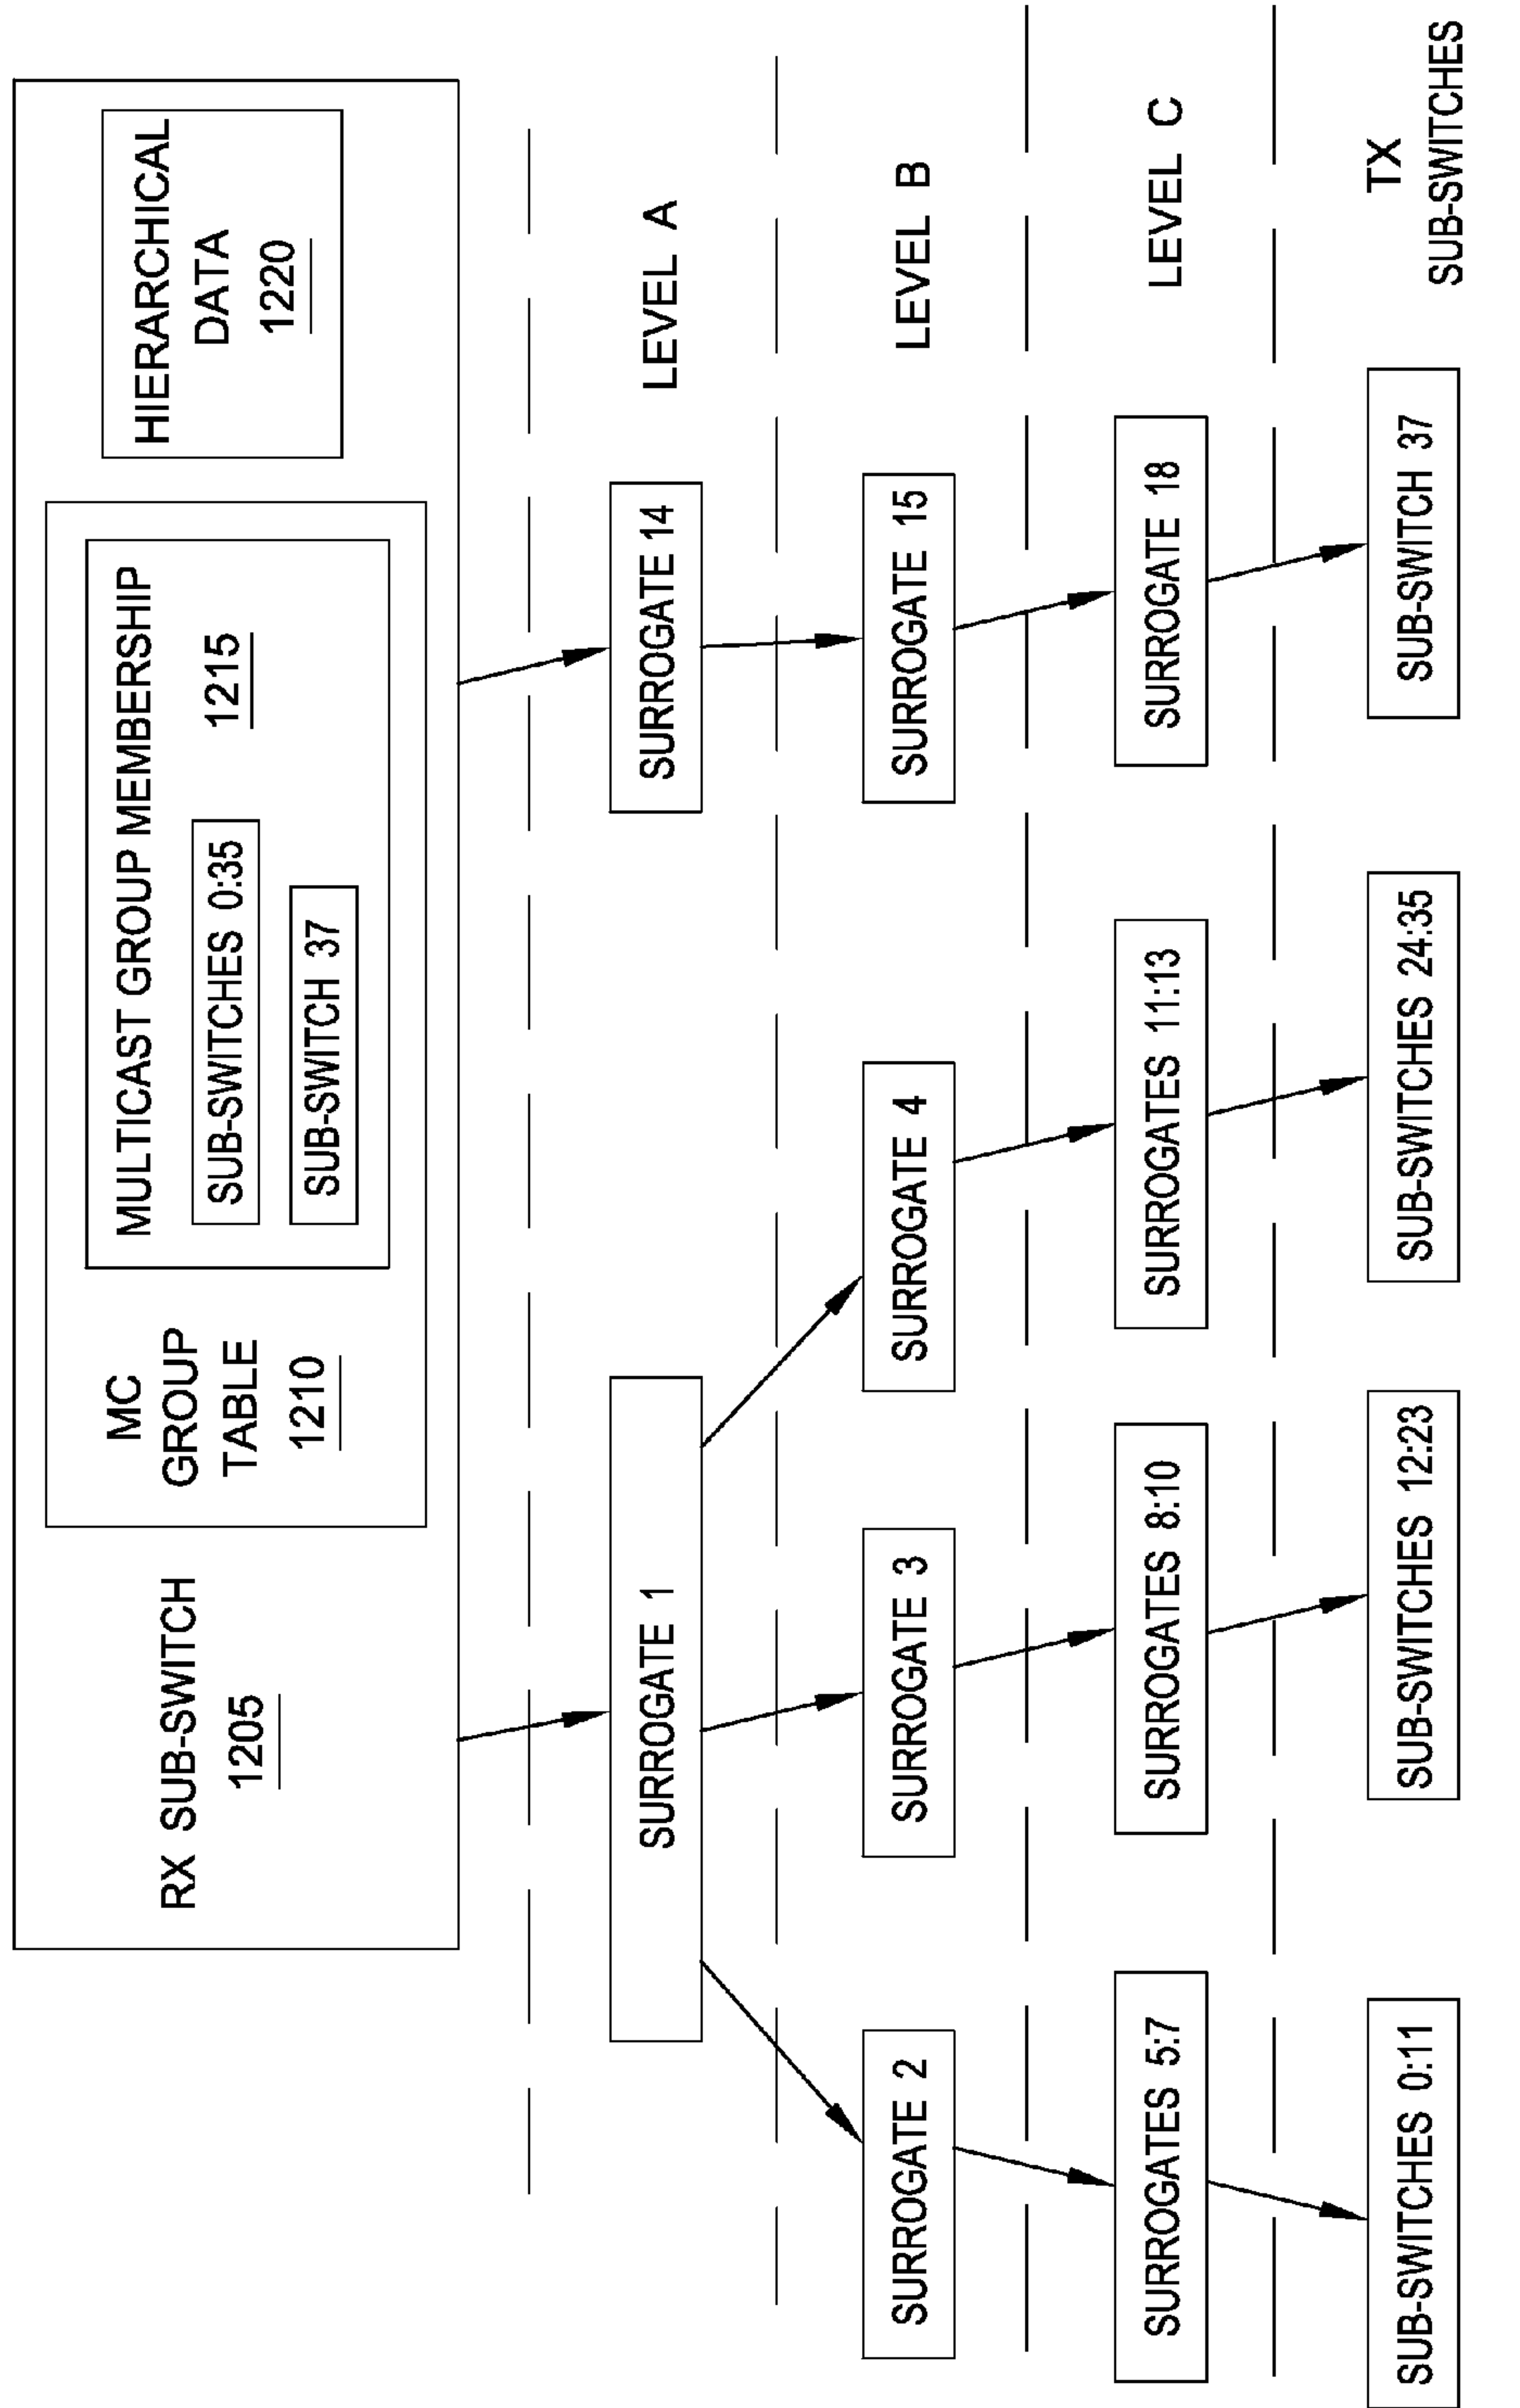 RX SUB-SWITCH
1205
MC
GROUP
TABLE
1210
MULTICAST GROUP MEMBERSHIP
SUB-SWITCHES 0:35
SUB-SWITCH 37
1215
HIERARCHICAL
DATA
1220
SURROGATE 1
SURROGATE 14
LEVEL A
SURROGATE 2
SURROGATE 3
SURROGATE 4
SURROGATE 15
LEVEL B
SURROGATES 5:7
SURROGATES 8:10
SURROGATES 11:13
SURROGATE 18
LEVEL C
SUB-SWITCHES 0:11
SUB-SWITCHES 12:23
SUB-SWITCHES 24:35
SUB-SWITCH 37
TX
SUB-SWITCHES